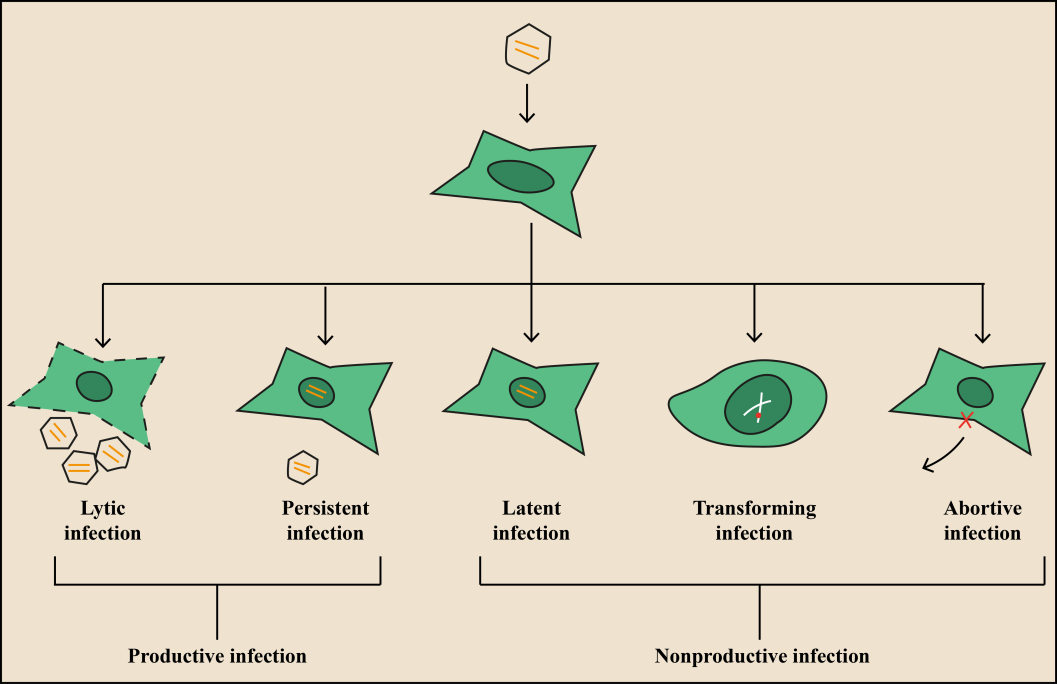 Lytic
infection
Persistent
infection
Latent
infection
Transforming
infection
Abortive
infection
Productive infection
Nonproductive infection